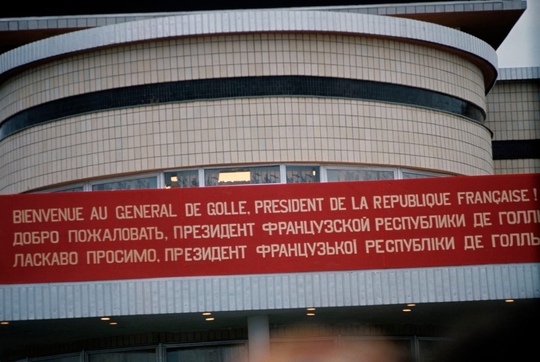 BIENVENUE AU GENERAL DE GOLLE, PRESIDENT DE LA REPUBLIQUE FRANÇAISE !
ДОБРО ПОЖАЛОВАТЬ, ПРЕЗИДЕНТ ФРАНЦУЗСКОЙ РЕСПУБЛИКИ ДЕ ГОЛЛ
ЛАСКАВО ПРОСИМО, ПРЕЗИДЕНТ ФРАНЦУЗЬКОЇ РЕСПУБЛІКИ ДЕ ГОЛЛЬ